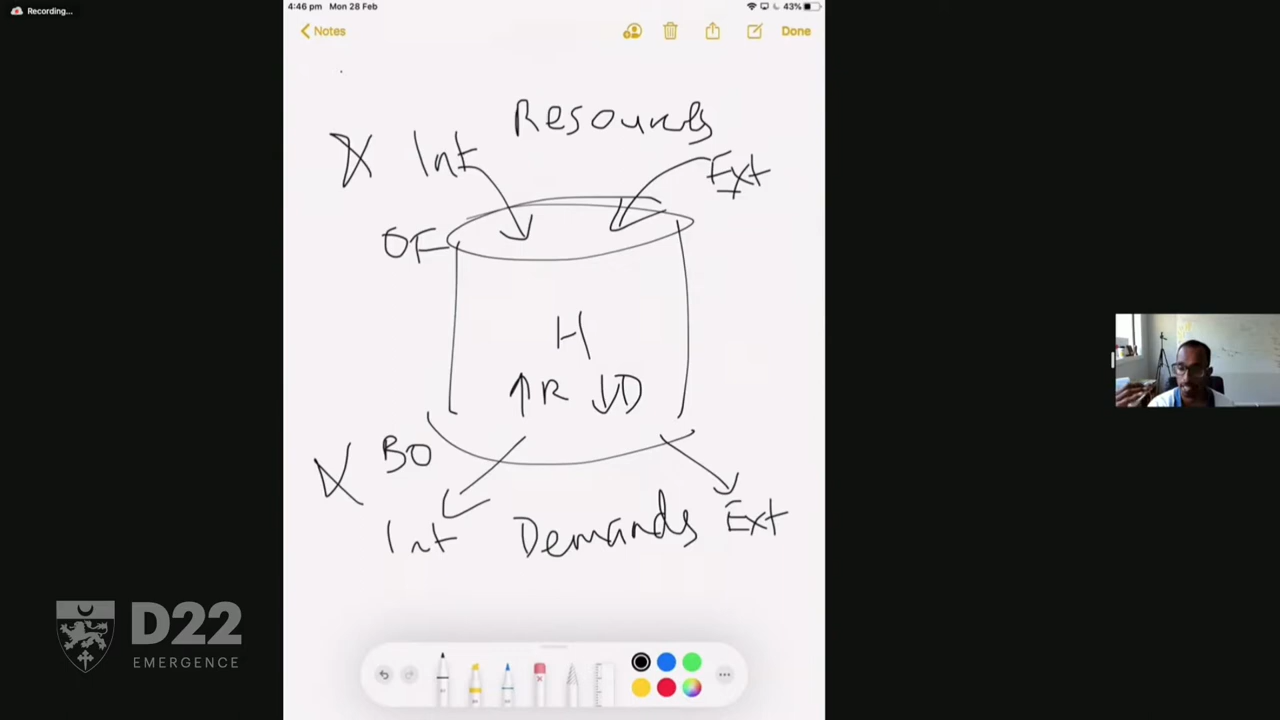 Recording...
4:46 pm Mon 28 Feb
43%
Notes
Done
Resources
Int
Ext
OF
H
↑R ↓D
BO
Int Demands Ext
D22
EMERGENCE